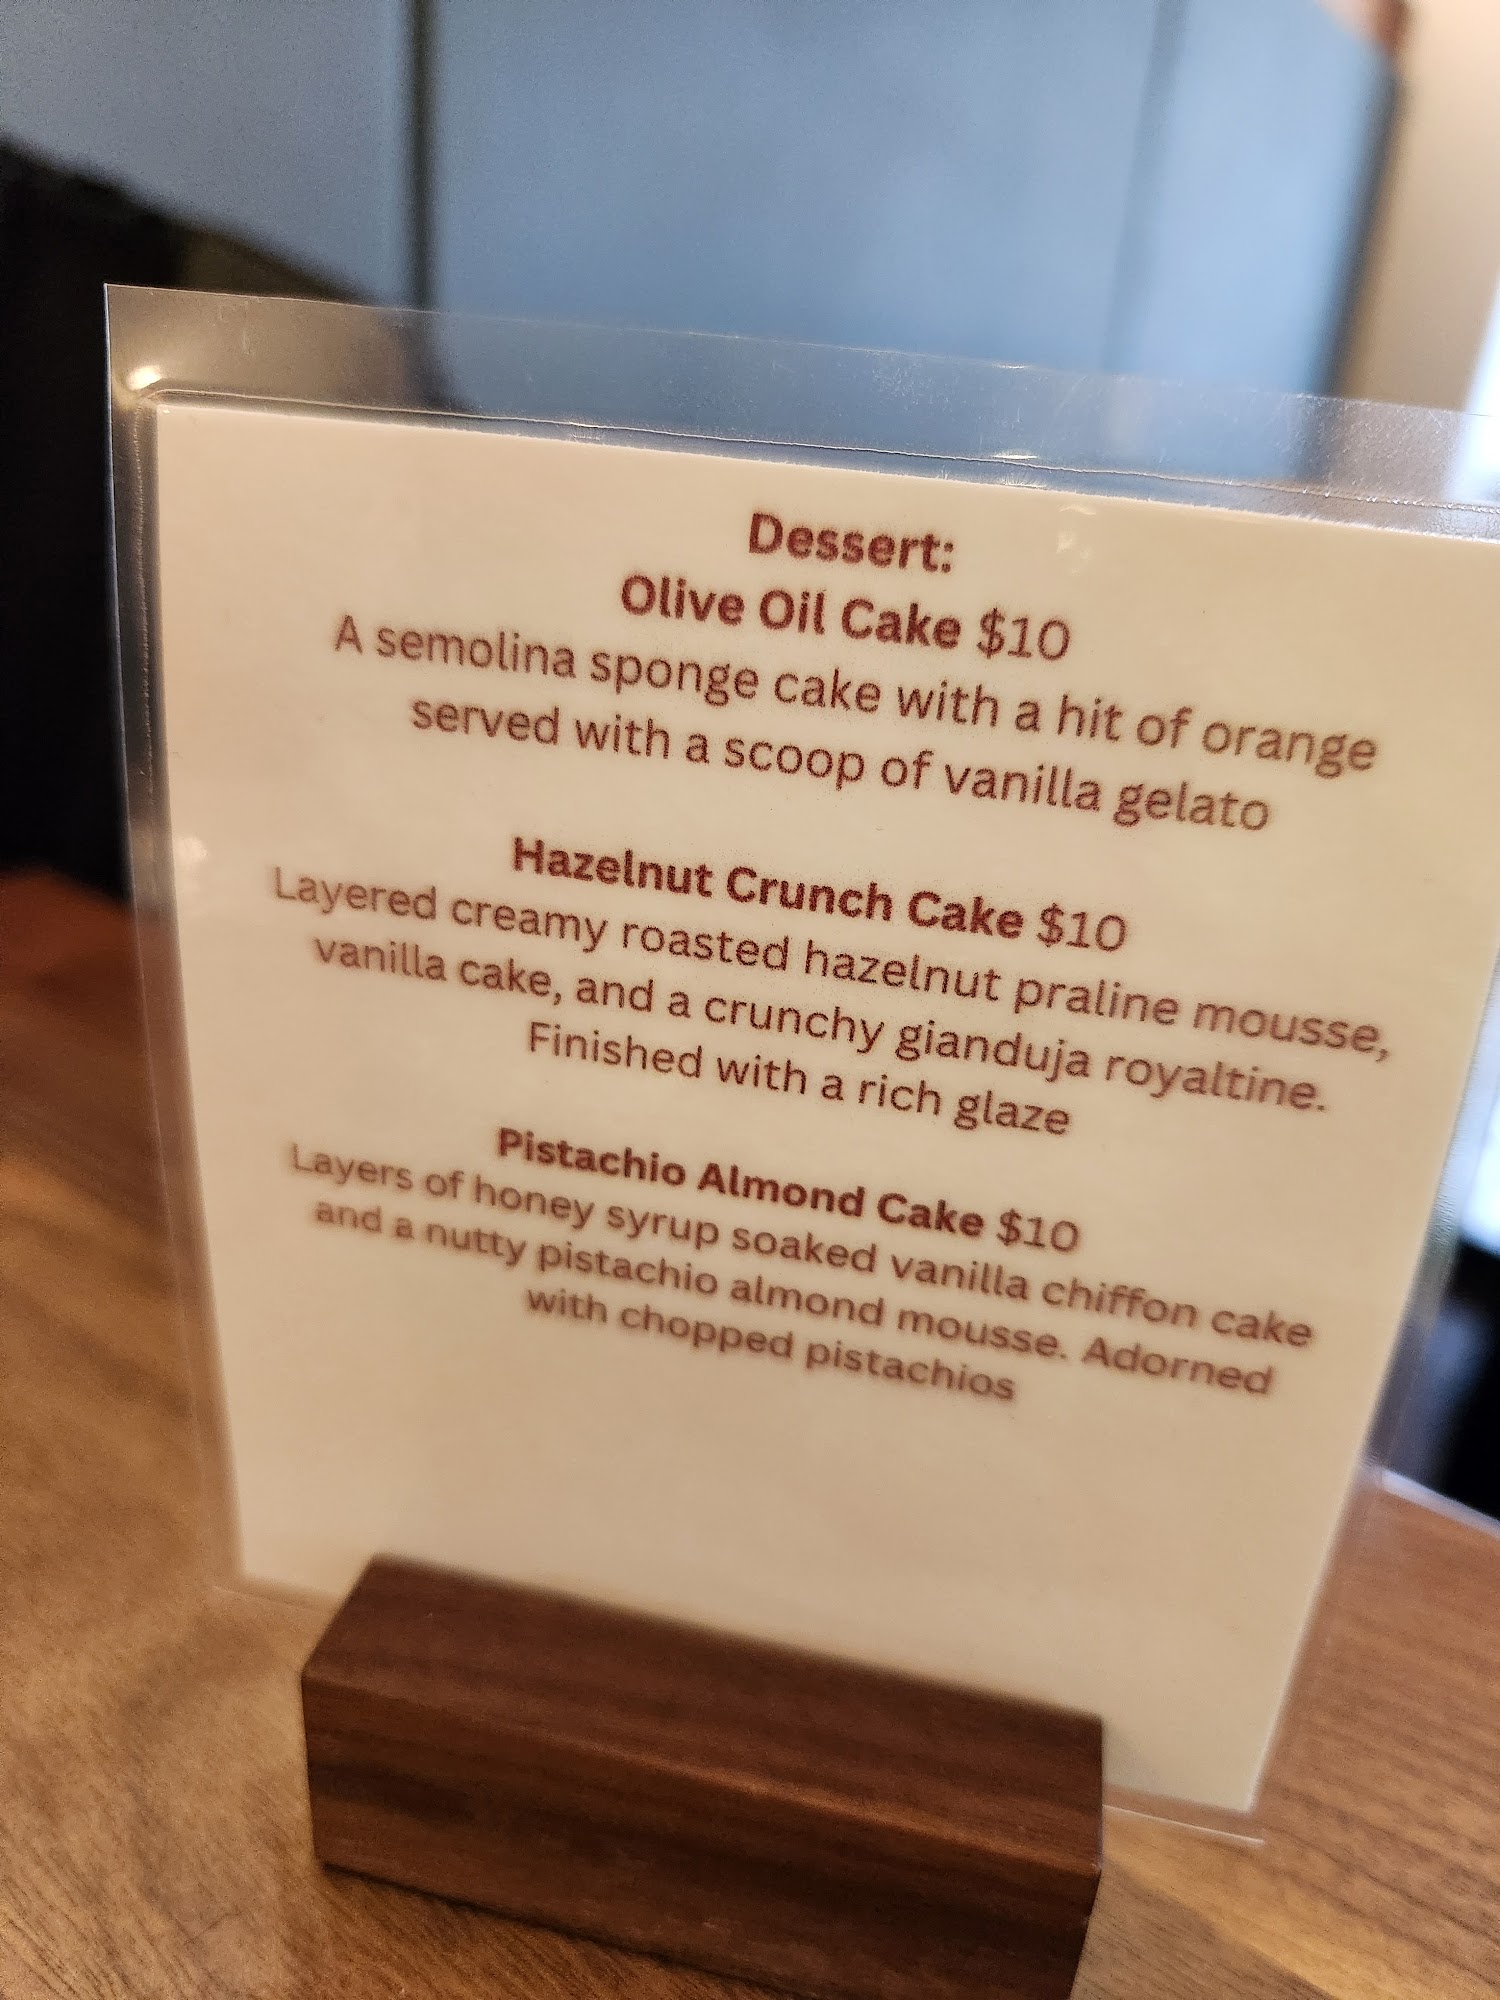 Dessert:
Olive Oil Cake $10
A semolina sponge cake with a hit of orange
served with a scoop of vanilla gelato
Hazelnut Crunch Cake $10
Layered creamy roasted hazelnut praline mousse,
vanilla cake, and a crunchy gianduja royaltine.
Finished with a rich glaze
Pistachio Almond Cake $10
Layers of honey syrup soaked vanilla chiffon cake
and a nutty pistachio almond mousse. Adorned
with chopped pistachios